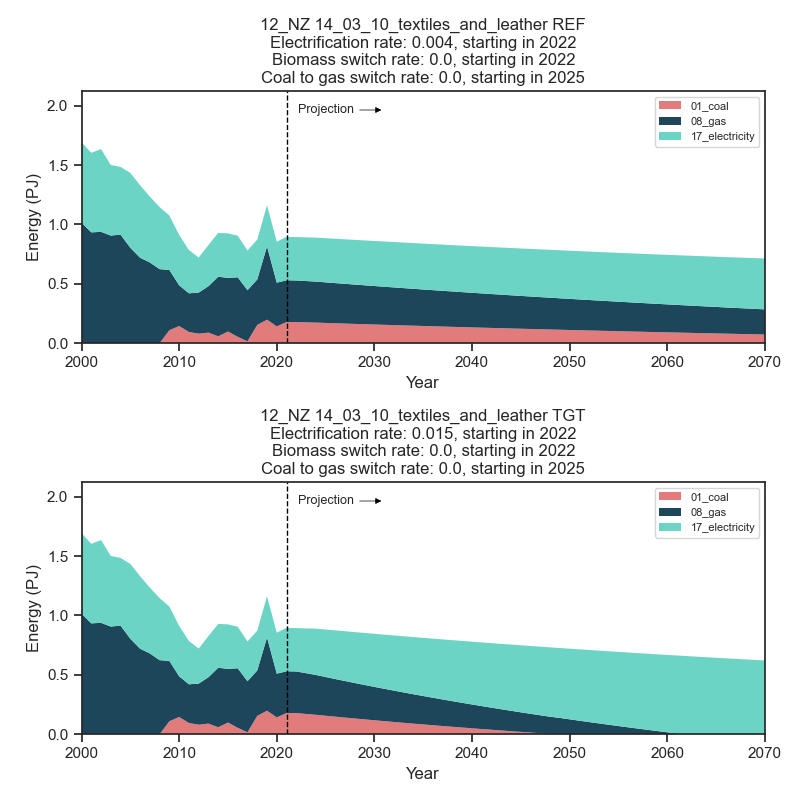 12_NZ 14_03_10_textiles_and_leather REF
Electrification rate: 0.004, starting in 2022
Biomass switch rate: 0.0, starting in 2022
Coal to gas switch rate: 0.0, starting in 2025
Projection
01_coal
08_gas
17_electricity
Energy (PJ)
2.0
1.5
1.0
0.5
0.0
2000 2010 2020 2030 2040 2050 2060 2070
Year
12_NZ 14_03_10_textiles_and_leather TGT
Electrification rate: 0.015, starting in 2022
Biomass switch rate: 0.0, starting in 2022
Coal to gas switch rate: 0.0, starting in 2025
Projection
01_coal
08_gas
17_electricity
Energy (PJ)
2.0
1.5
1.0
0.5
0.0
2000 2010 2020 2030 2040 2050 2060 2070
Year